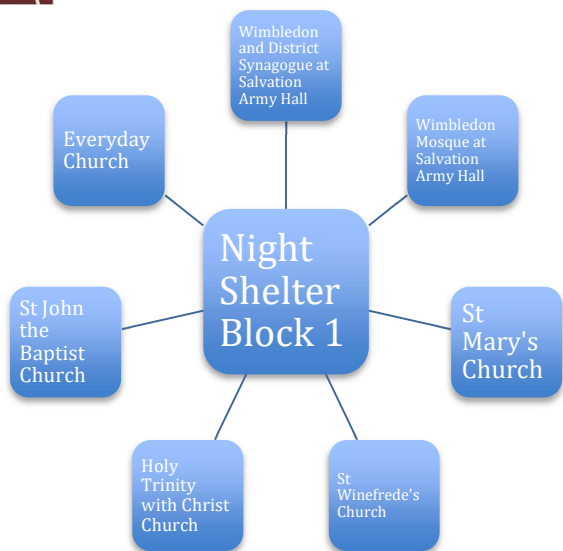 Wimbledon
and District
Synagogue at
Salvation
Army Hall
Wimbledon
Mosque at
Salvation
Army Hall
Everyday
Church
Night
Shelter
Block 1
St John
the
Baptist
Church
St
Mary's
Church
Holy
Trinity
with Christ
Church
St
Winefrede's
Church